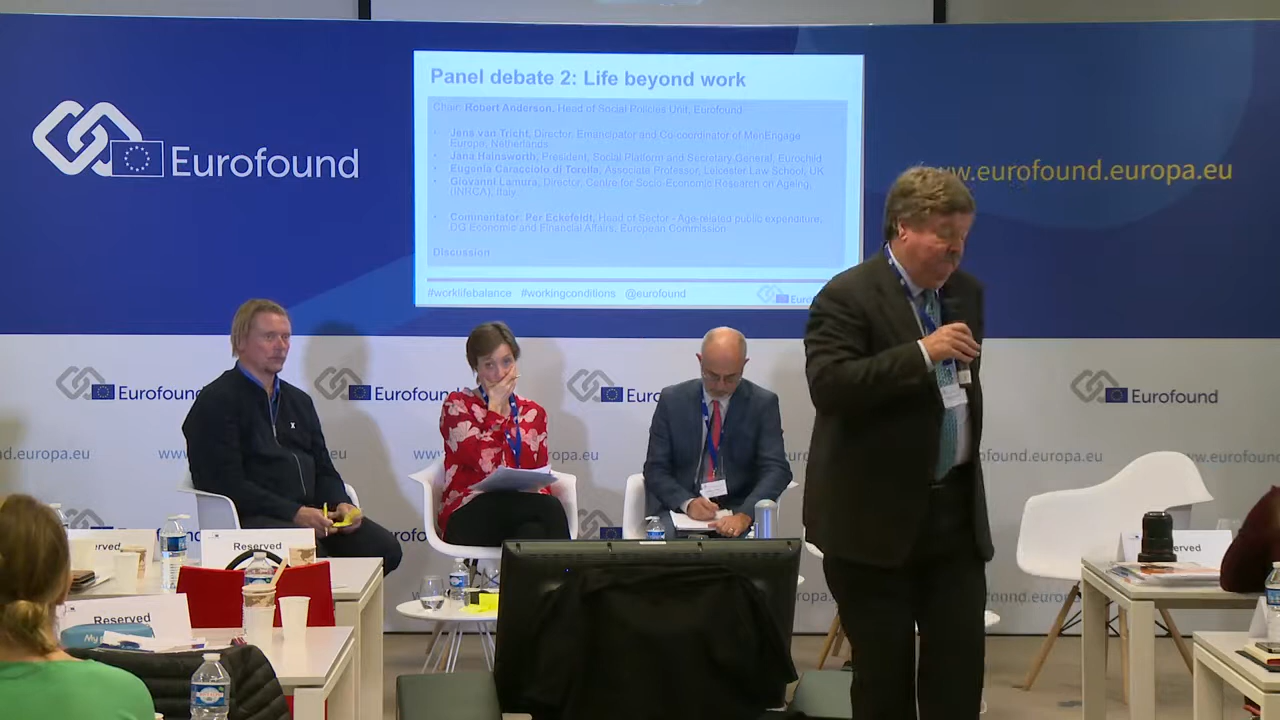 Panel debate 2: Life beyond work
Chair: Robert Anderson, Head of Social Policies Unit, Eurofound
Jens van Tricht, Director, Emancipator and Co-coordinator of MenEngage
Europe, Netherlands
Jana Hainsworth, President, Social Platform and Secretary General, Eurochild
Eugenia Caracciolo di Torella, Associate Professor, Leicester Law School, UK
Giovanni Lamura, Director, Centre for Socio-Economic Research on Ageing,
(INRCA), Italy
Commentator: Per Eckefeldt, Head of Sector - Age-related public expenditure,
DG Economic and Financial Affairs, European Commission
Discussion
#worklifebalance #workingconditions @eurofound
Eurofound
www.eurofound.europa.eu
Eurofound
Eurofound
Eurofound
d.europa.eu
Reserved
Reserved